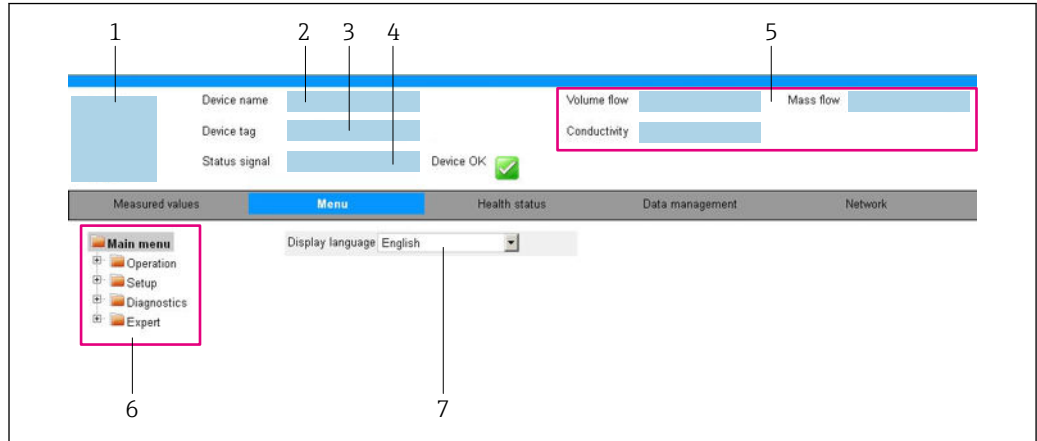 1 2 3 4 5
Device name
Volume flow Mass flow
Device tag
Conductivity
Status signal Device OK
Measured values Menu Health status Data management Network
Main menu
Display language English
Operation
Setup
Diagnostics
Expert
6 7